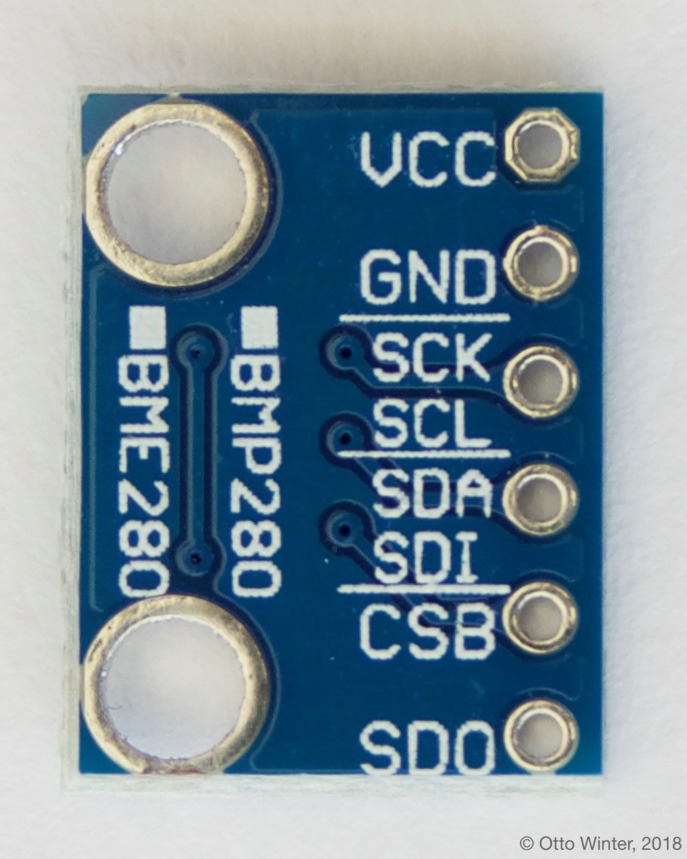 VCC
GND
SCK
SCL
SDA
SDI
CSB
SDO
BMP280
BME280
© Otto Winter, 2018